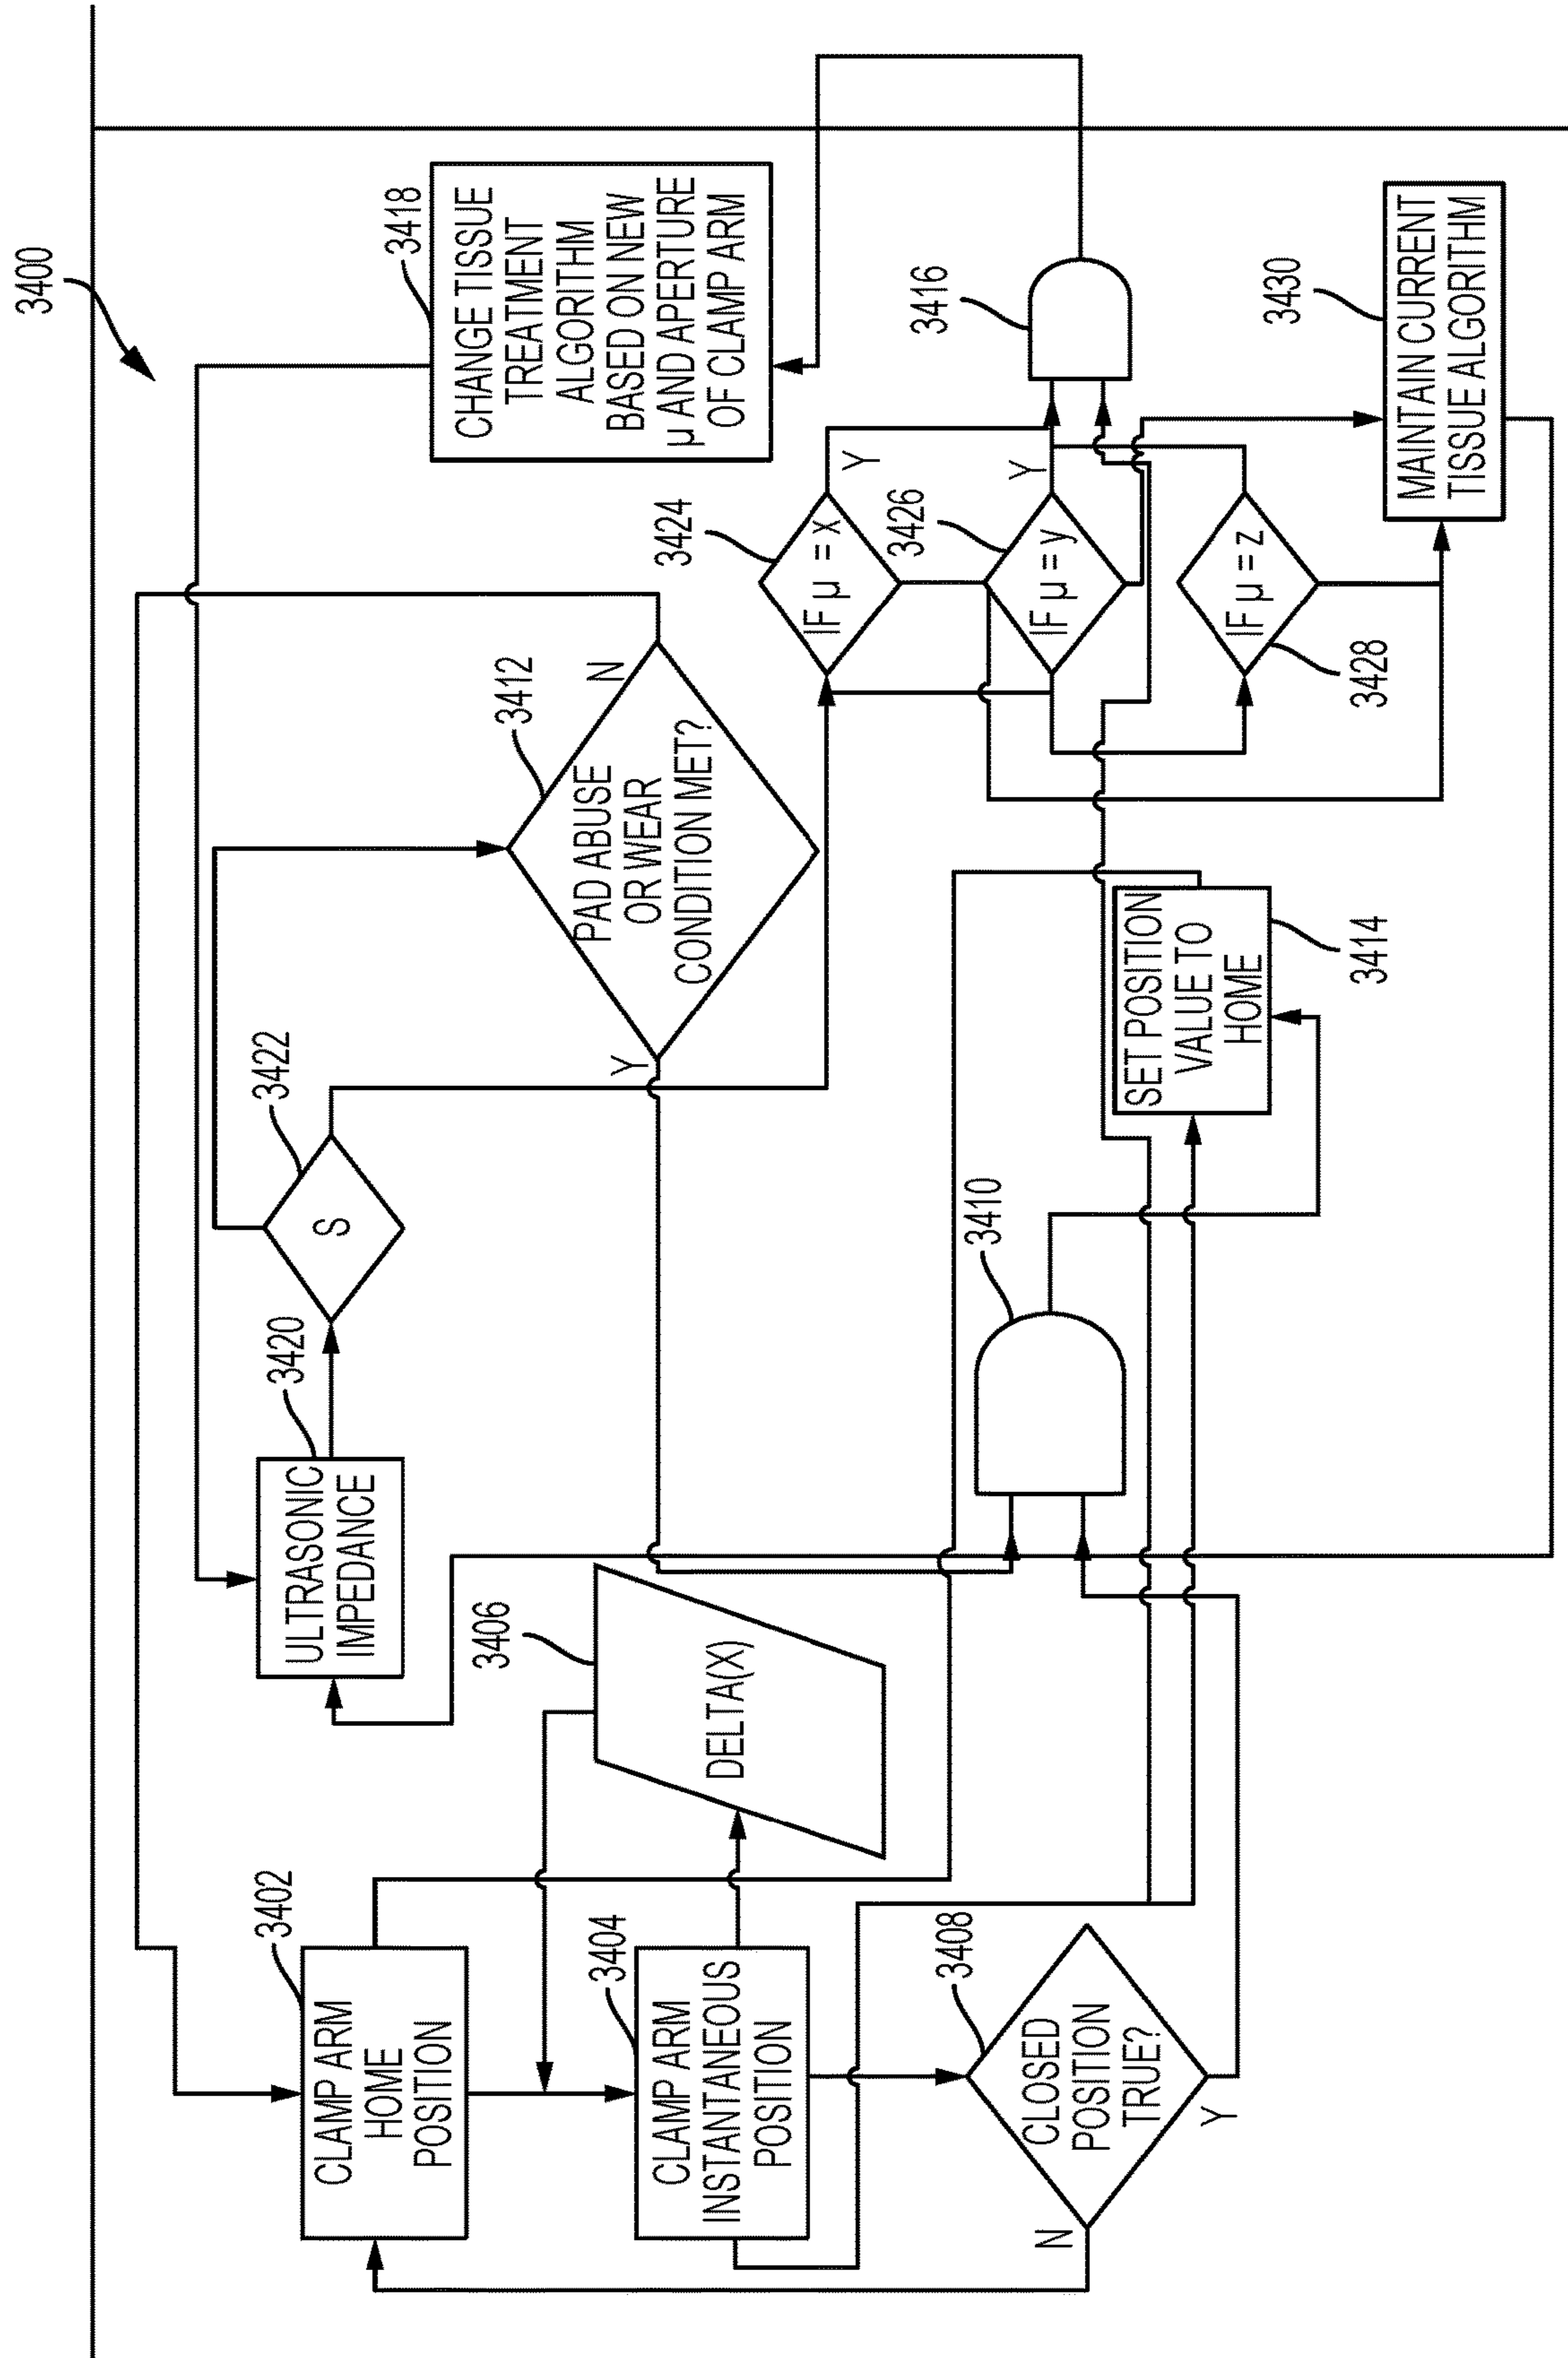 3400
3402
CLAMP ARM
HOME
POSITION
3404
CLAMP ARM
INSTANTANEOUS
POSITION
3408
CLOSED
POSITION
TRUE?
N
Y
3406
DELTA(X)
3420
ULTRASONIC
IMPEDANCE
3422
S
3412
PAD ABUSE
OR WEAR
CONDITION MET?
Y
N
3410
3414
SET POSITION
VALUE TO
HOME
3424
IF μ = x
Y
3426
IF μ = y
Y
3428
IF μ = z
3416
3418
CHANGE TISSUE
TREATMENT
ALGORITHM
BASED ON NEW
μ AND APERTURE
OF CLAMP ARM
3430
MAINTAIN CURRENT
TISSUE ALGORITHM